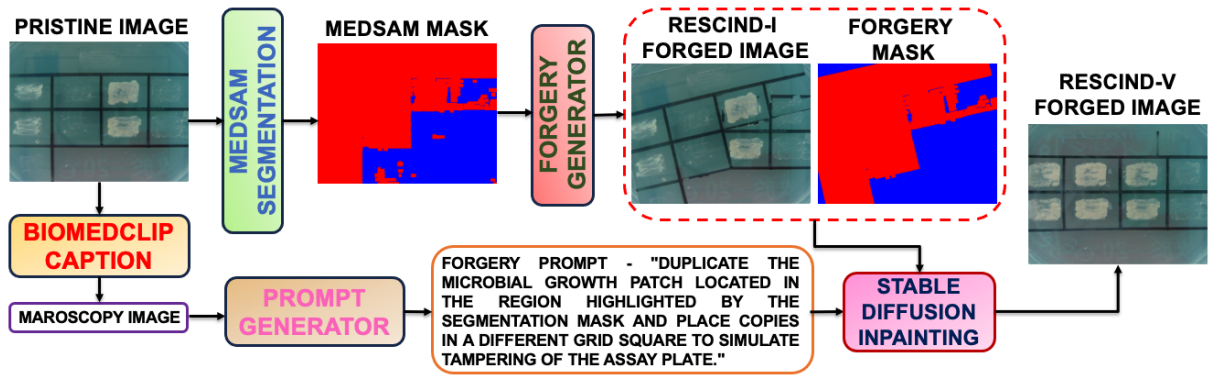 PRISTINE IMAGE
MEDSAM
SEGMENTATION
MEDSAM MASK
FORGERY
GENERATOR
RESCIND-I
FORGED IMAGE
FORGERY
MASK
RESCIND-V
FORGED IMAGE
BIOMEDCLIP
CAPTION
MAROSCOPY IMAGE
PROMPT
GENERATOR
FORGERY PROMPT - "DUPLICATE THE
MICROBIAL GROWTH PATCH LOCATED IN
THE REGION HIGHLIGHTED BY THE
SEGMENTATION MASK AND PLACE COPIES
IN A DIFFERENT GRID SQUARE TO SIMULATE
TAMPERING OF THE ASSAY PLATE."
STABLE
DIFFUSION
INPAINTING